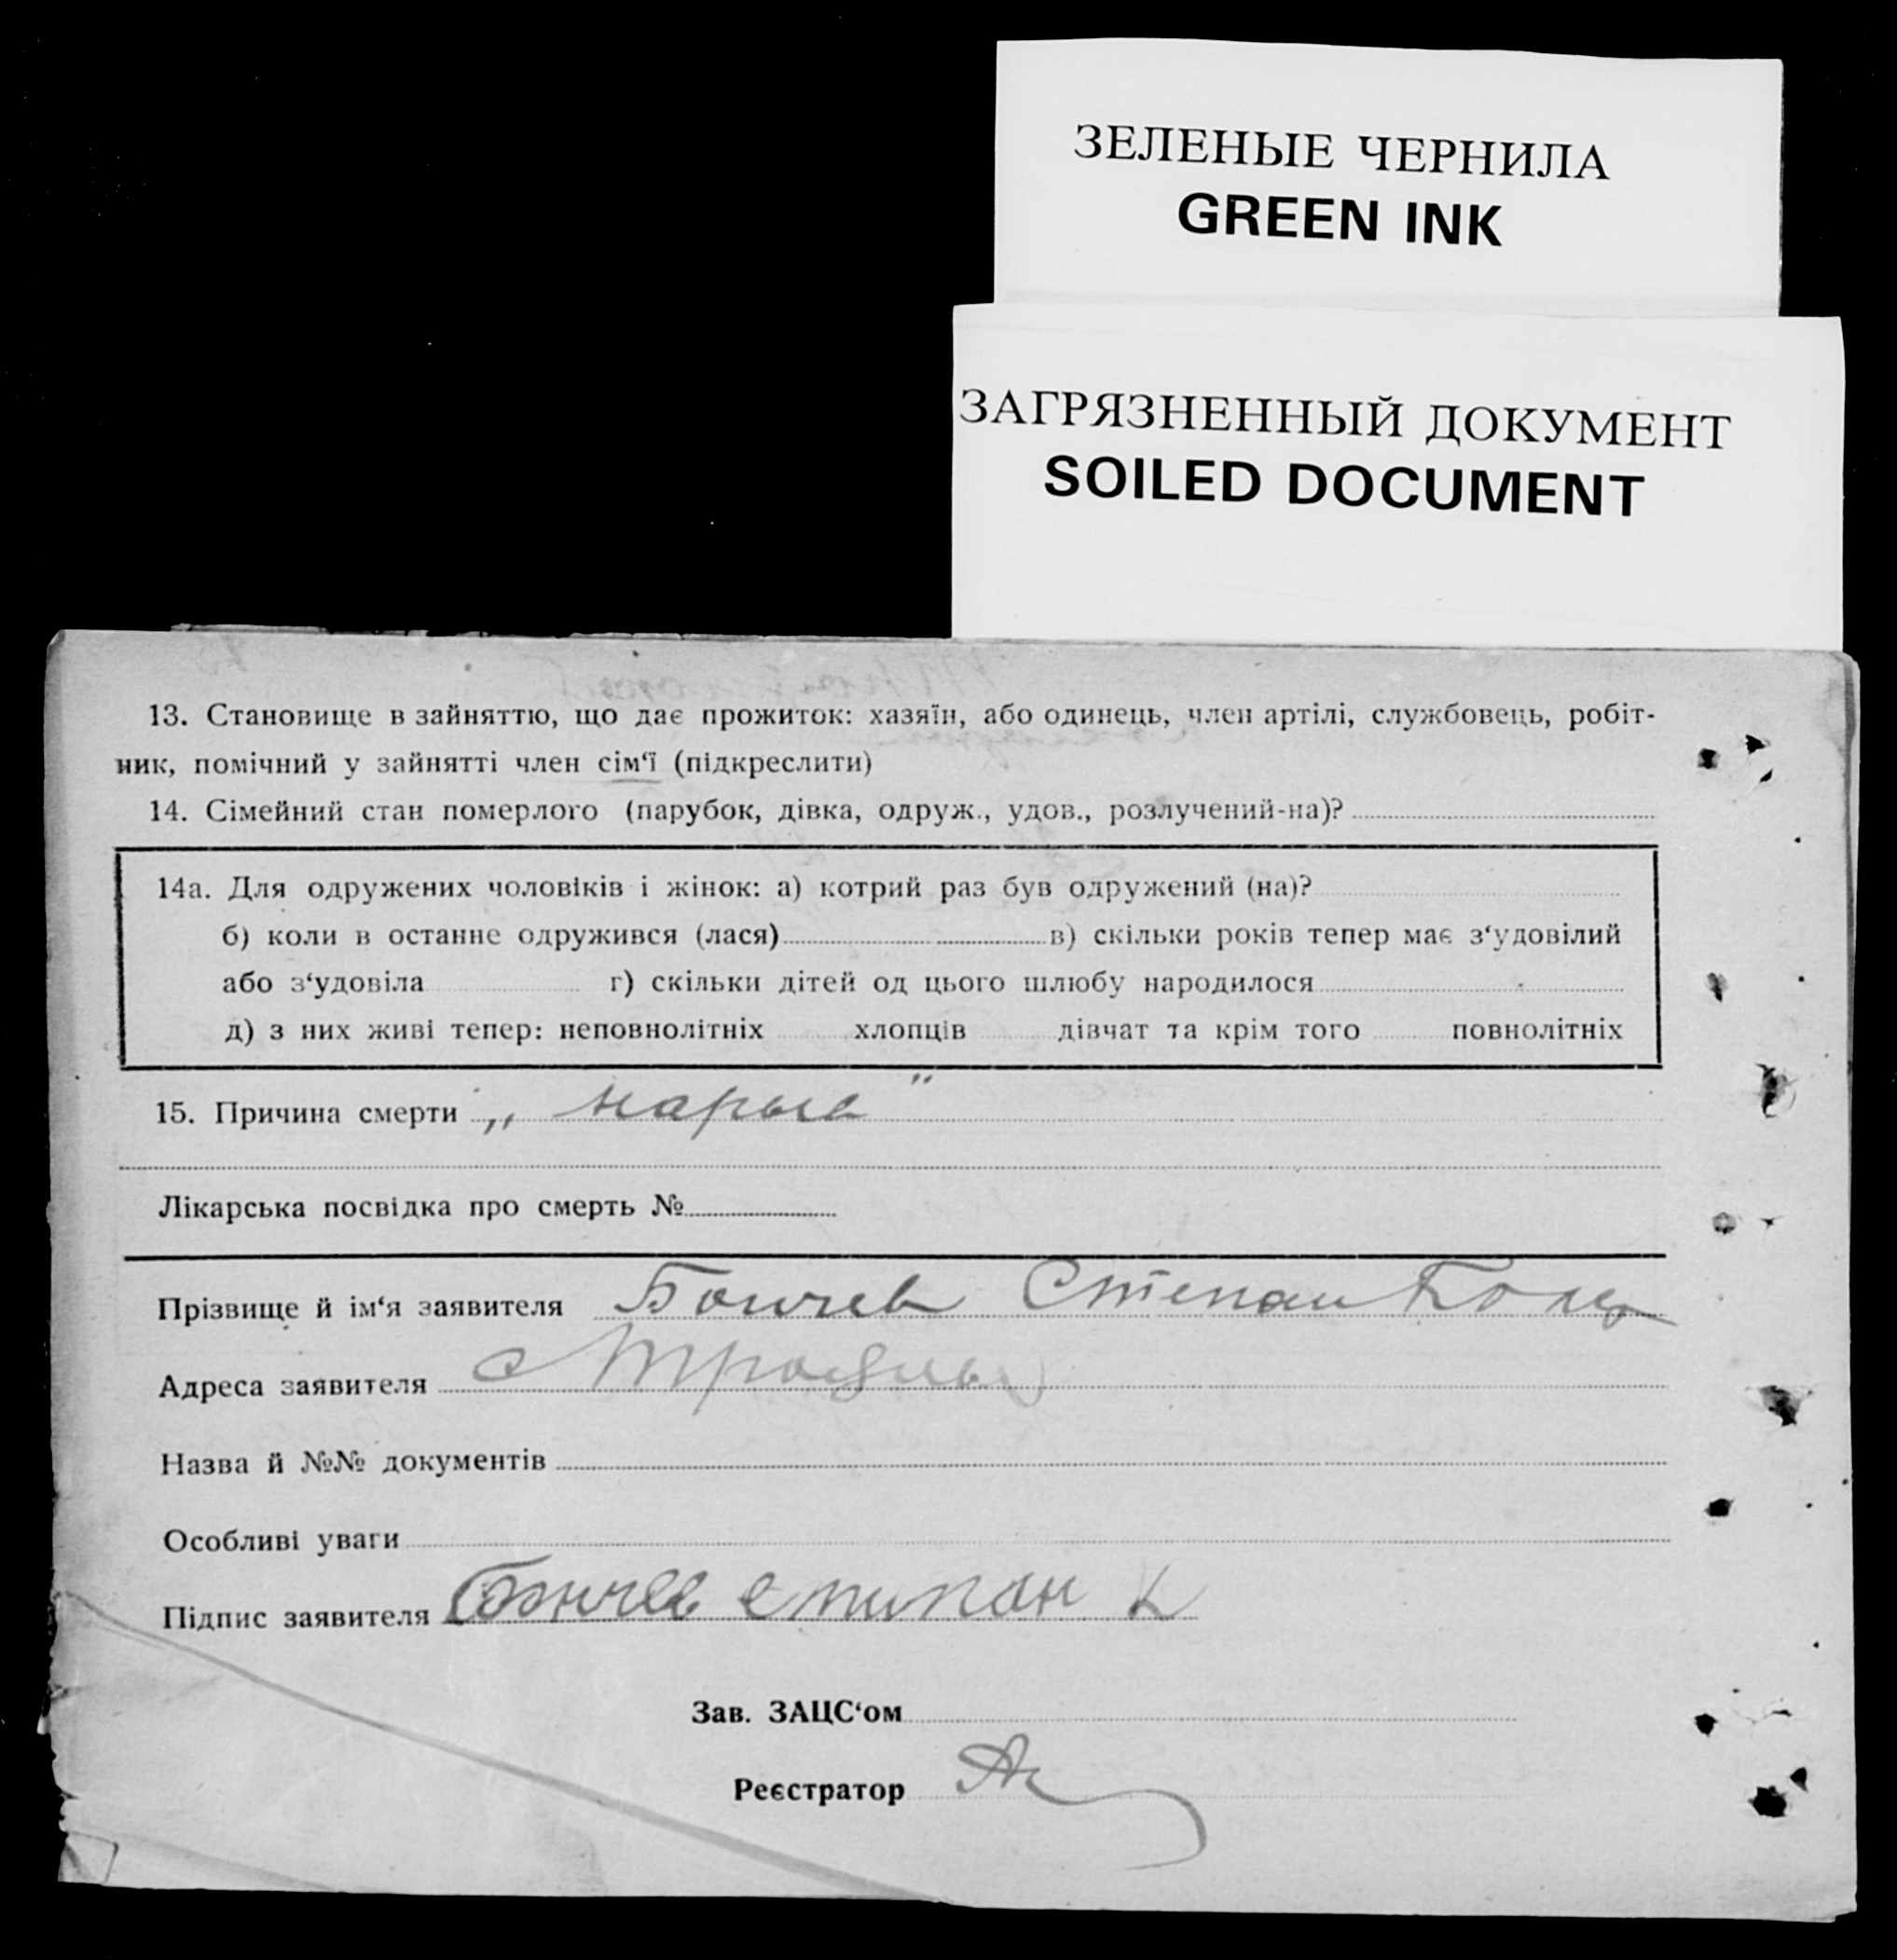 ЗЕЛЕНЫЕ ЧЕРНИЛА
GREEN INK
ЗАГРЯЗНЕННЫЙ ДОКУМЕНТ
SOILED DOCUMENT
13. Становище в зайняттю, що дає прожиток: хазяїн, або одинець, член артілі, службовець, робіт-
ник, помічний у зайнятті член сім‘ї (підкреслити)
14. Сімейний стан померлого (парубок, дівка, одруж., удов., розлучений-на)?
14а. Для одружених чоловіків і жінок: а) котрий раз був одружений (на)?
б) коли в останнє одружився (лася) в) скільки років тепер має з‘удовілий
або з‘удовіла г) скільки дітей од цього шлюбу народилося
д) з них живі тепер: неповнолітніх хлопців дівчат та крім того повнолітніх
15. Причина смерти „нарыв"
Лікарська посвідка про смерть №
Прізвище й ім‘я заявителя Бончев Степан
Адреса заявителя с
Назва й №№ документів
Особливі уваги
Підпис заявителя Бончев степан К
Зав. ЗАЦС‘ом
Реєстратор